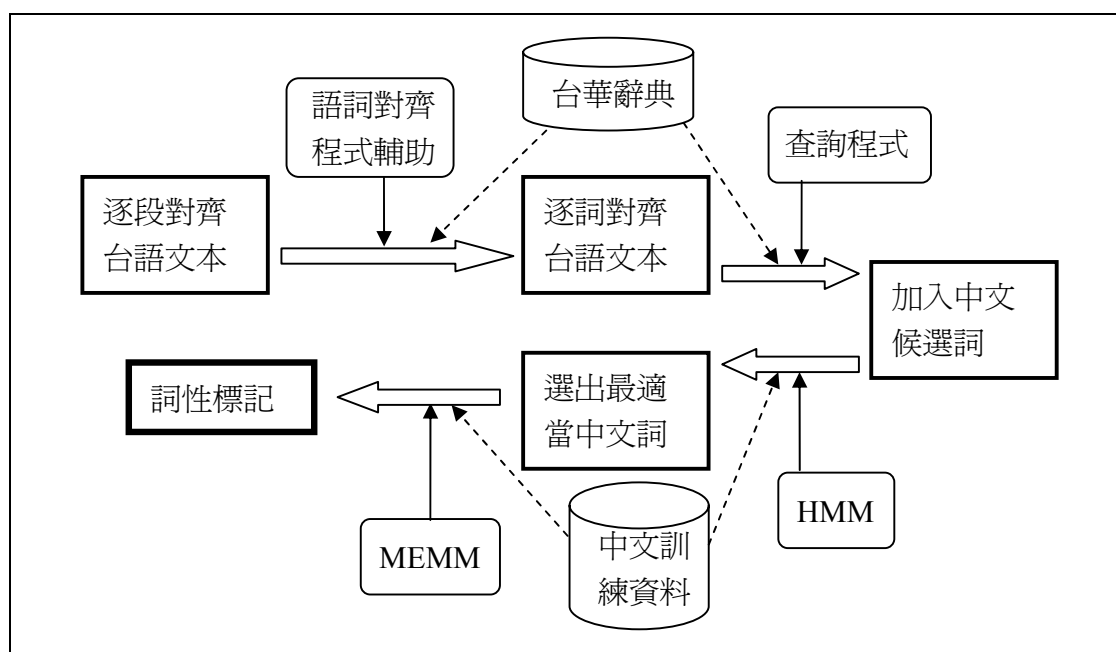 台華辭典
語詞對齊
程式輔助
查詢程式
逐段對齊
台語文本
逐詞對齊
台語文本
加入中文
候選詞
選出最適
當中文詞
詞性標記
HMM
MEMM
中文訓
練資料